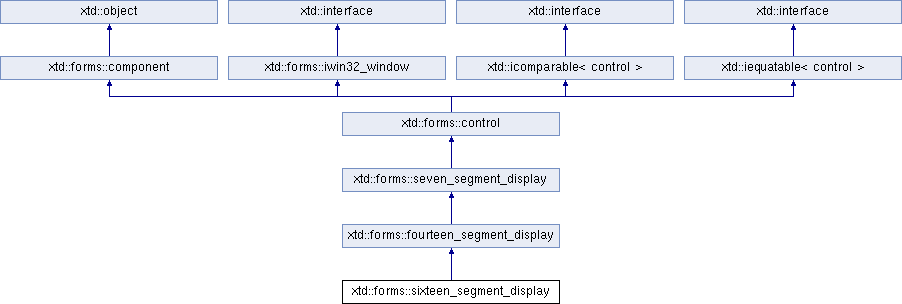 xtd::object
xtd::interface
xtd::interface
xtd::interface
xtd::forms::component
xtd::forms::iwin32_window
xtd::icomparable< control >
xtd::iequatable< control >
xtd::forms::control
xtd::forms::seven_segment_display
xtd::forms::fourteen_segment_display
xtd::forms::sixteen_segment_display